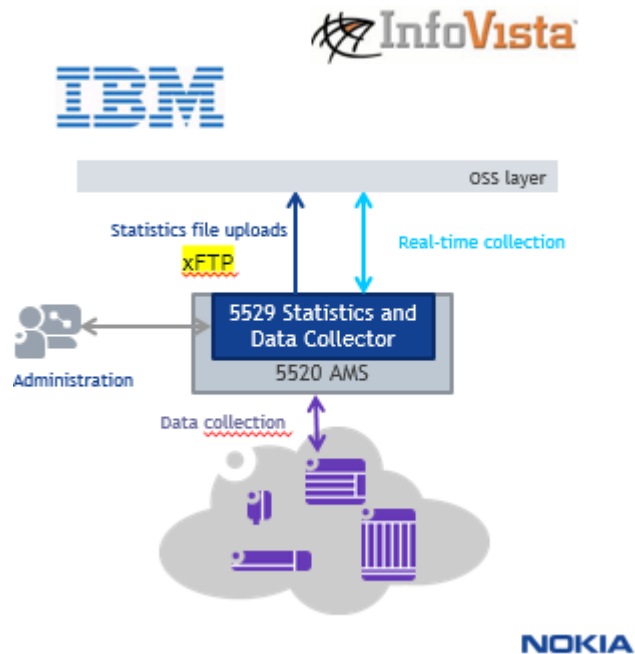 InfoVista
IBM
OSS layer
Statistics file uploads
xFTP
Real-time collection
5529 Statistics and
Data Collector
5520 AMS
Administration
Data collection
NOKIA